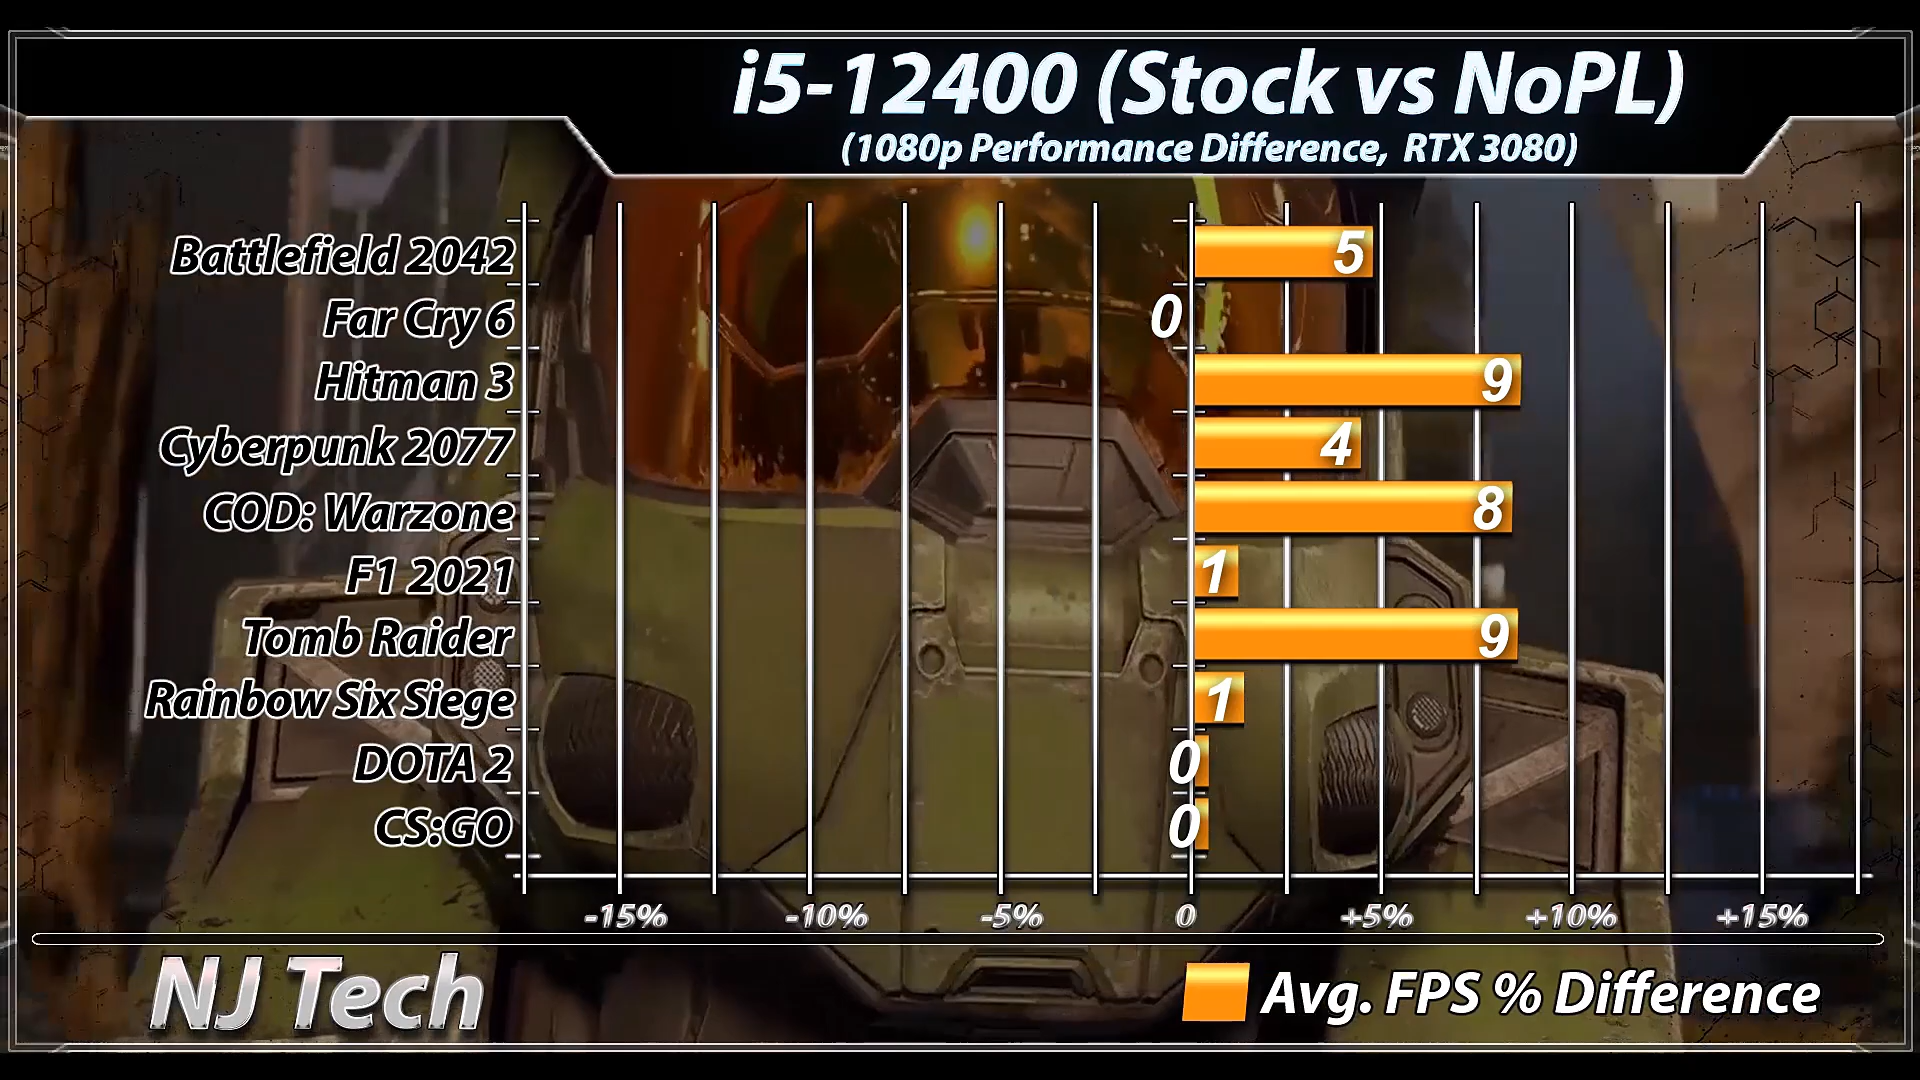 i5-12400 (Stock vs NoPL)
(1080p Performance Difference, RTX 3080)
Battlefield 2042 5
Far Cry 6 0
Hitman 3 9
Cyberpunk 2077 4
COD: Warzone 8
F1 2021 1
Tomb Raider 9
Rainbow Six Siege 1
DOTA 2 0
CS:GO 0
-15% -10% -5% 0 +5% +10% +15%
NJ Tech
Avg. FPS % Difference